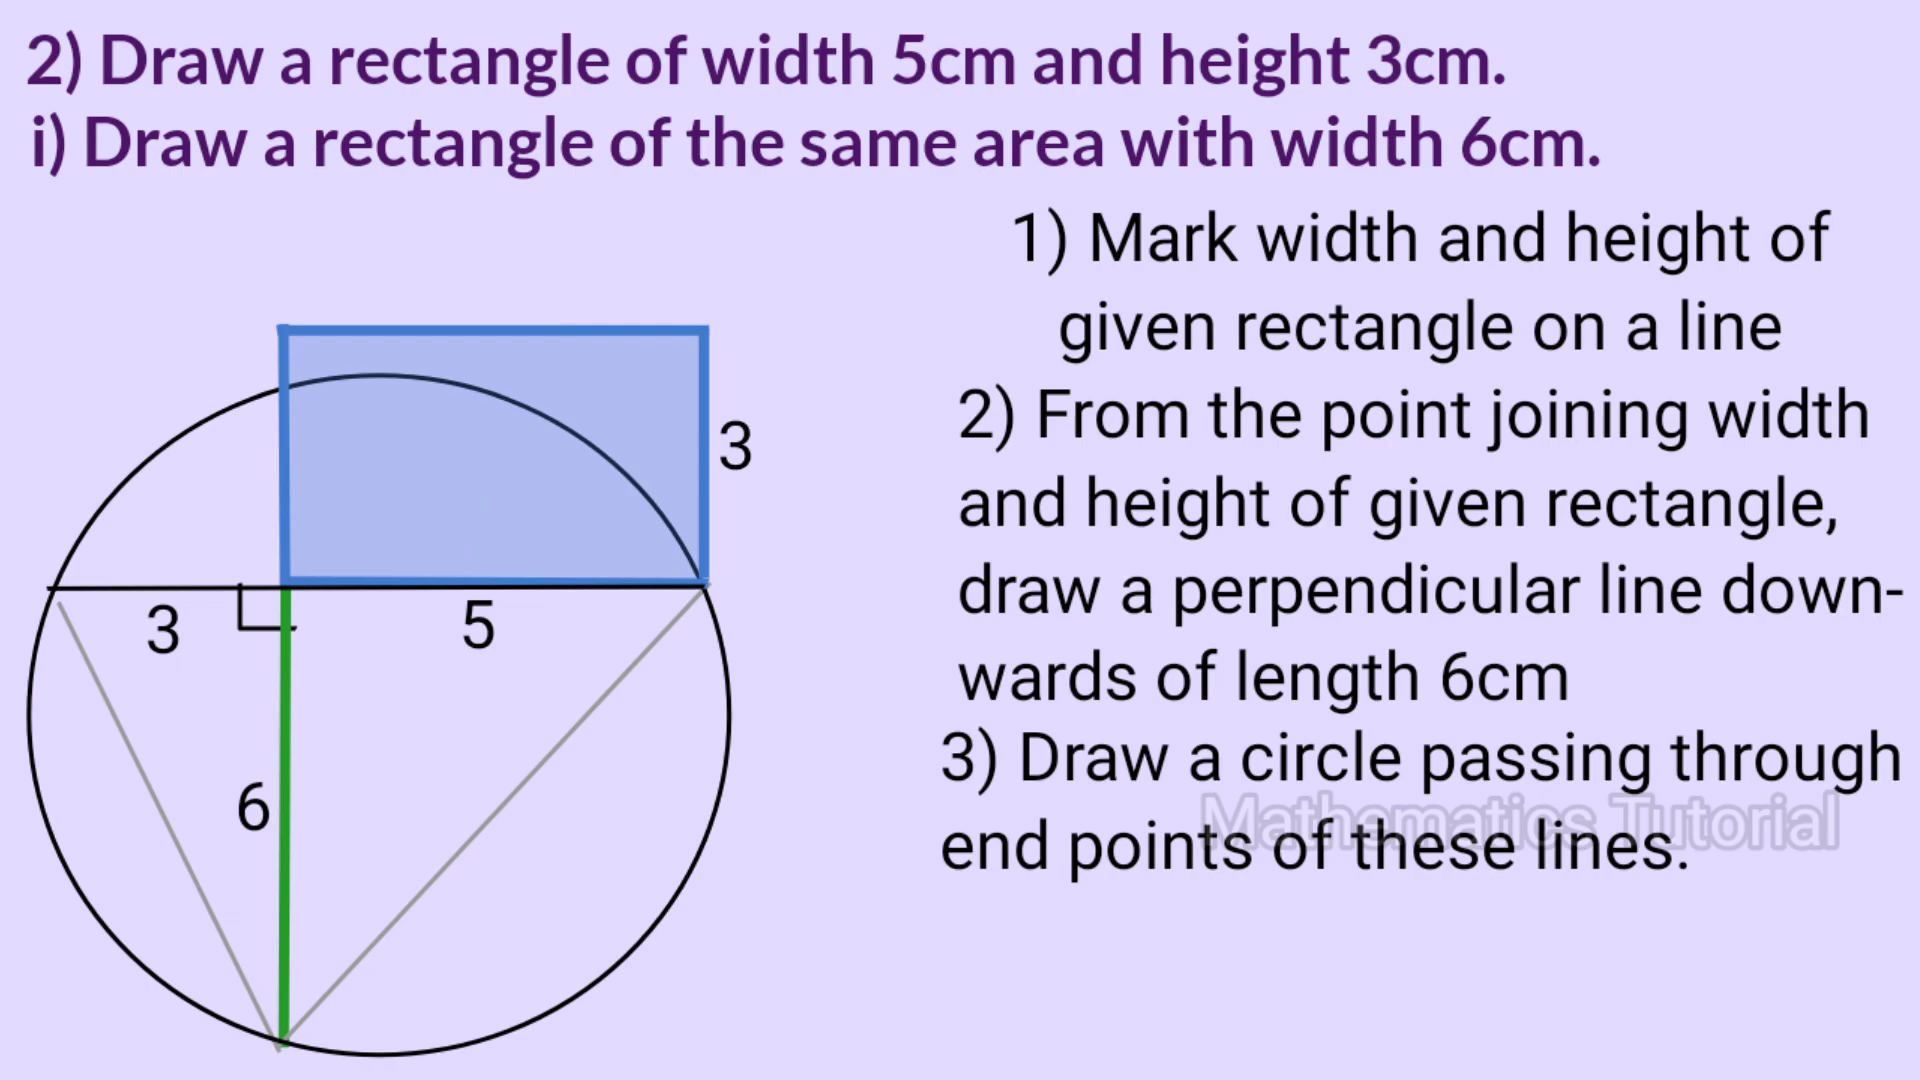 2) Draw a rectangle of width 5cm and height 3cm.
i) Draw a rectangle of the same area with width 6cm.
1) Mark width and height of
given rectangle on a line
2) From the point joining width
and height of given rectangle,
draw a perpendicular line down-
wards of length 6cm
3) Draw a circle passing through
end points of these lines.
Mathematics Tutorial
3
3
5
6